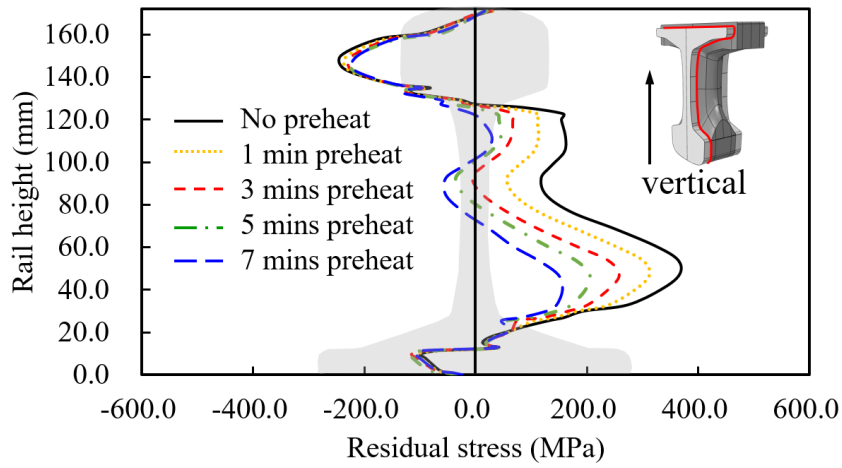 160.0
140.0
120.0
100.0
80.0
60.0
40.0
20.0
0.0
Rail height (mm)
No preheat
1 min preheat
3 mins preheat
5 mins preheat
7 mins preheat
vertical
-600.0 -400.0 -200.0 0.0 200.0 400.0 600.0
Residual stress (MPa)